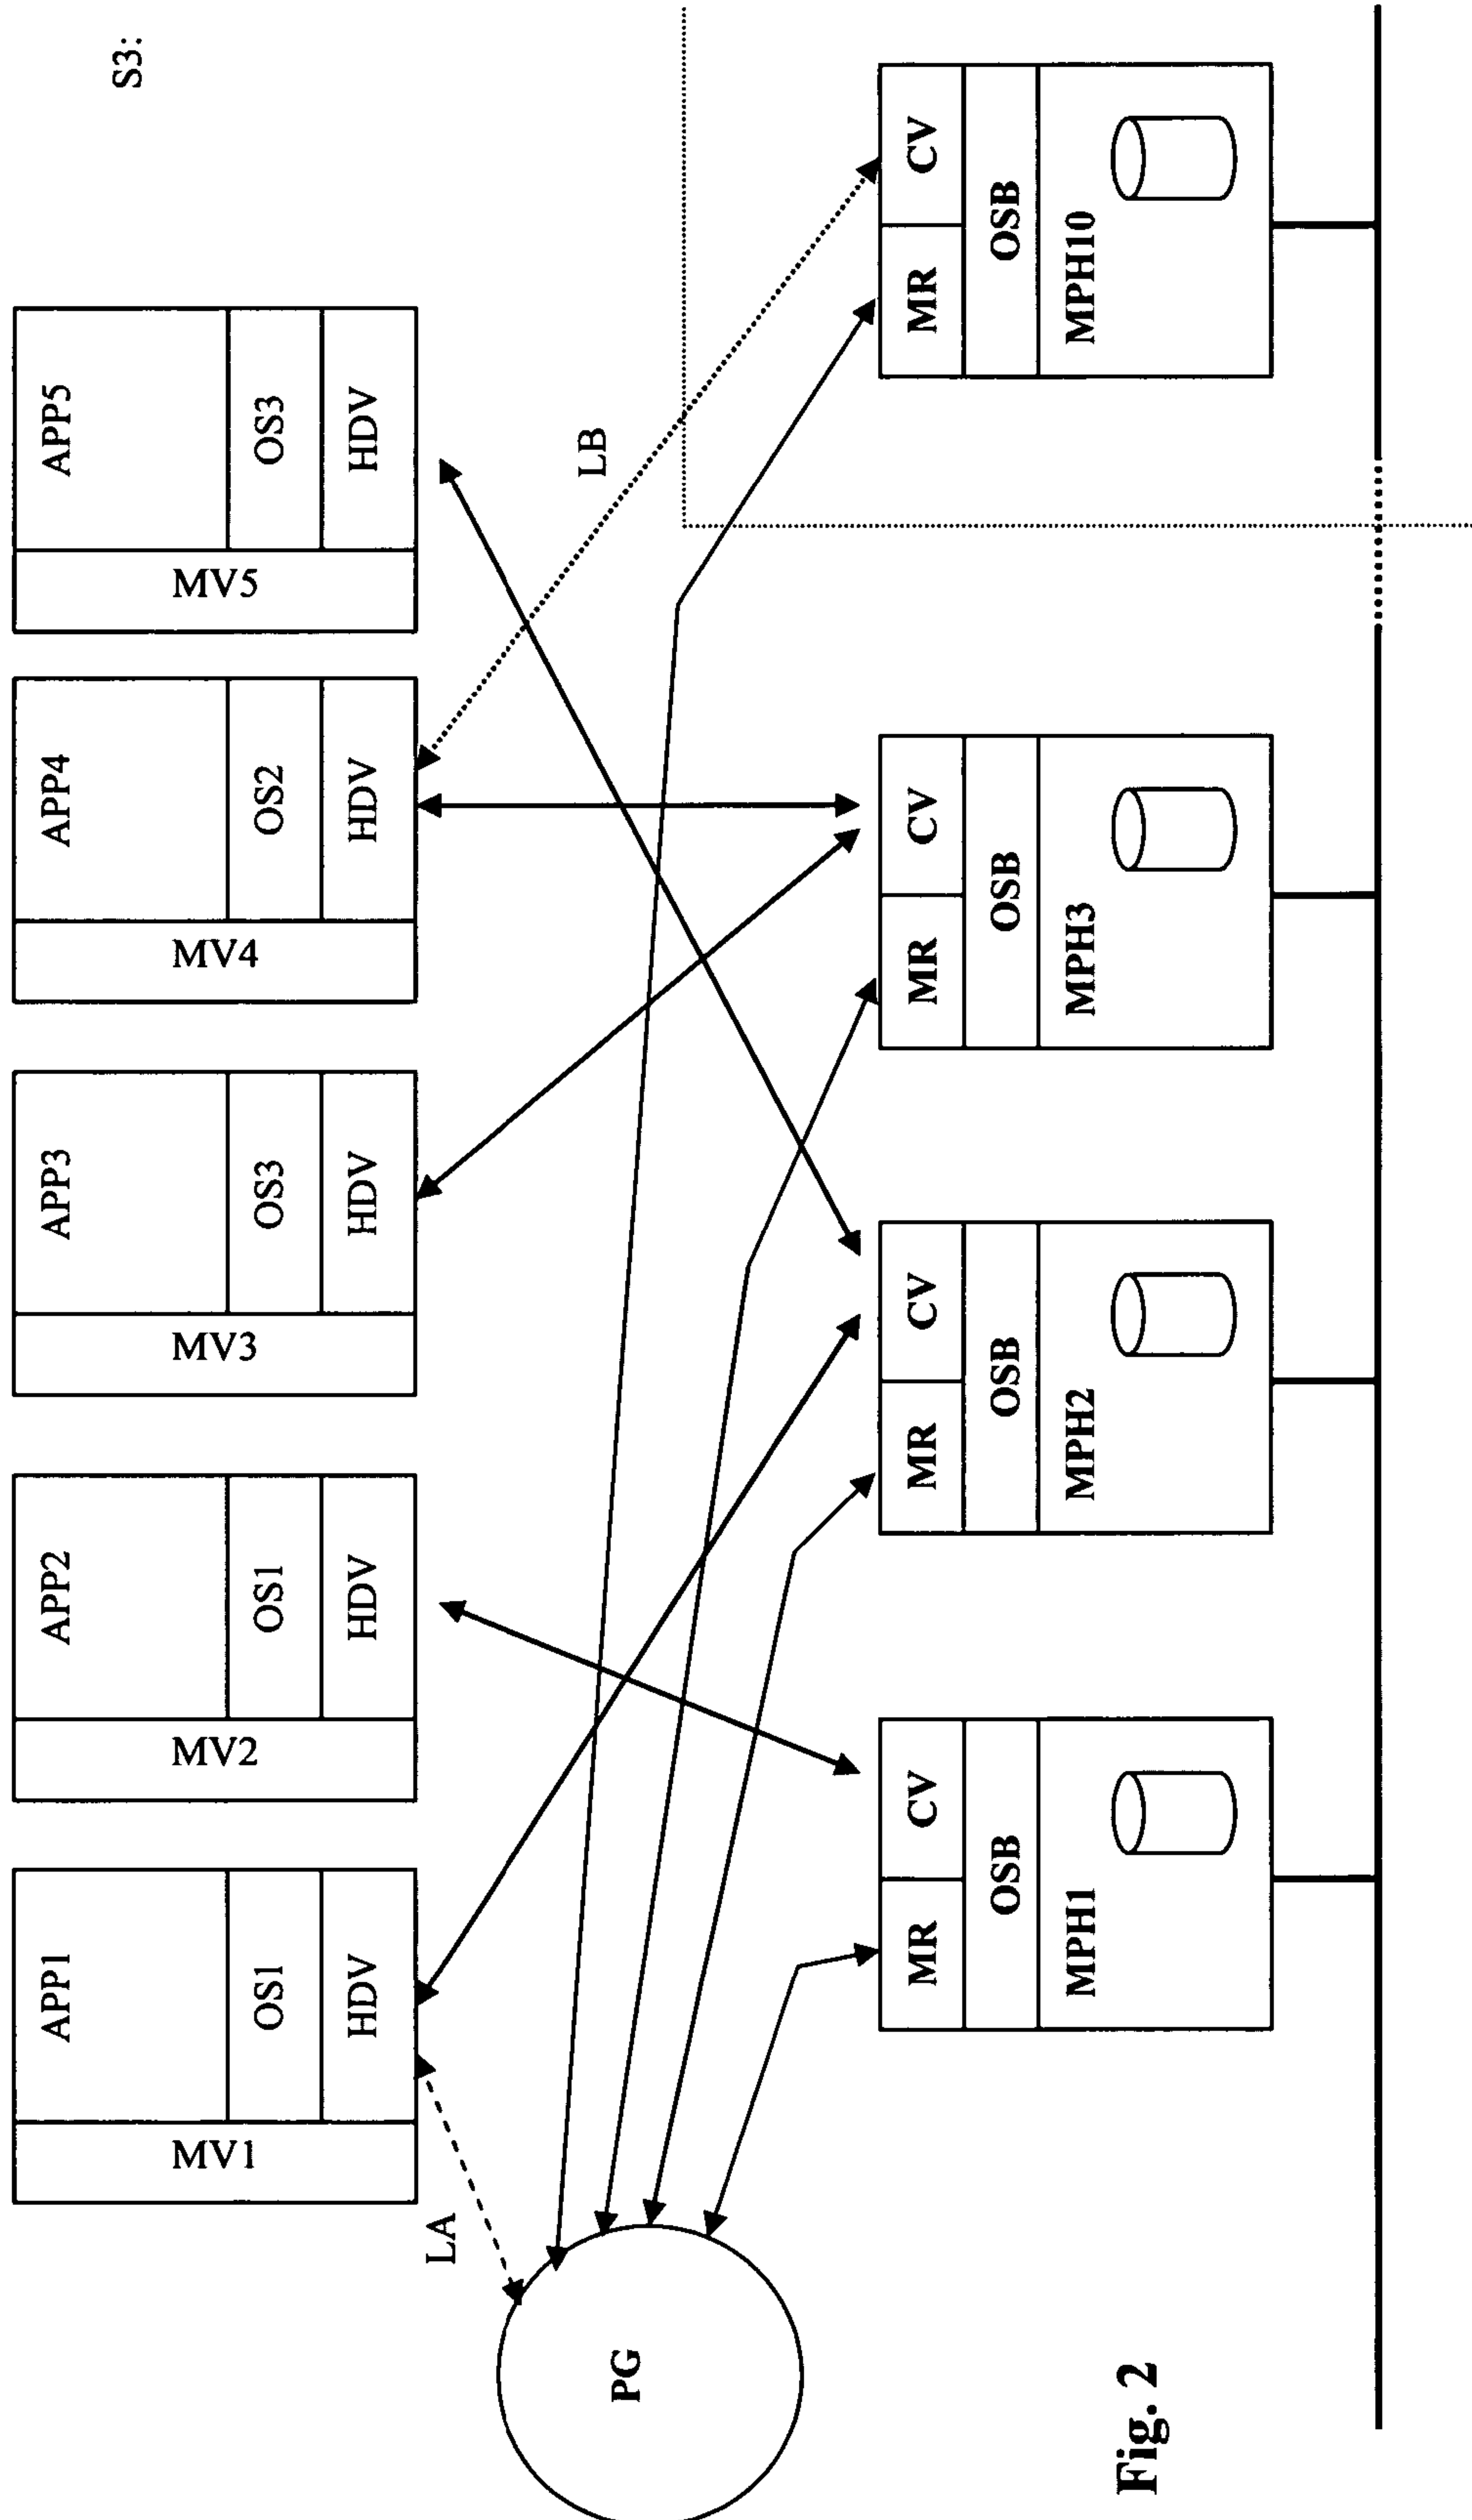 S3:
APP1
OS1
HDV
MV1
APP2
OS1
HDV
MV2
APP3
OS3
HDV
MV3
APP4
OS2
HDV
MV4
APP5
OS3
HDV
MV5
LA
LB
PG
MR
CV
OSB
MPH1
MR
CV
OSB
MPH2
MR
CV
OSB
MPH3
MR
CV
OSB
MPH10
Fig. 2